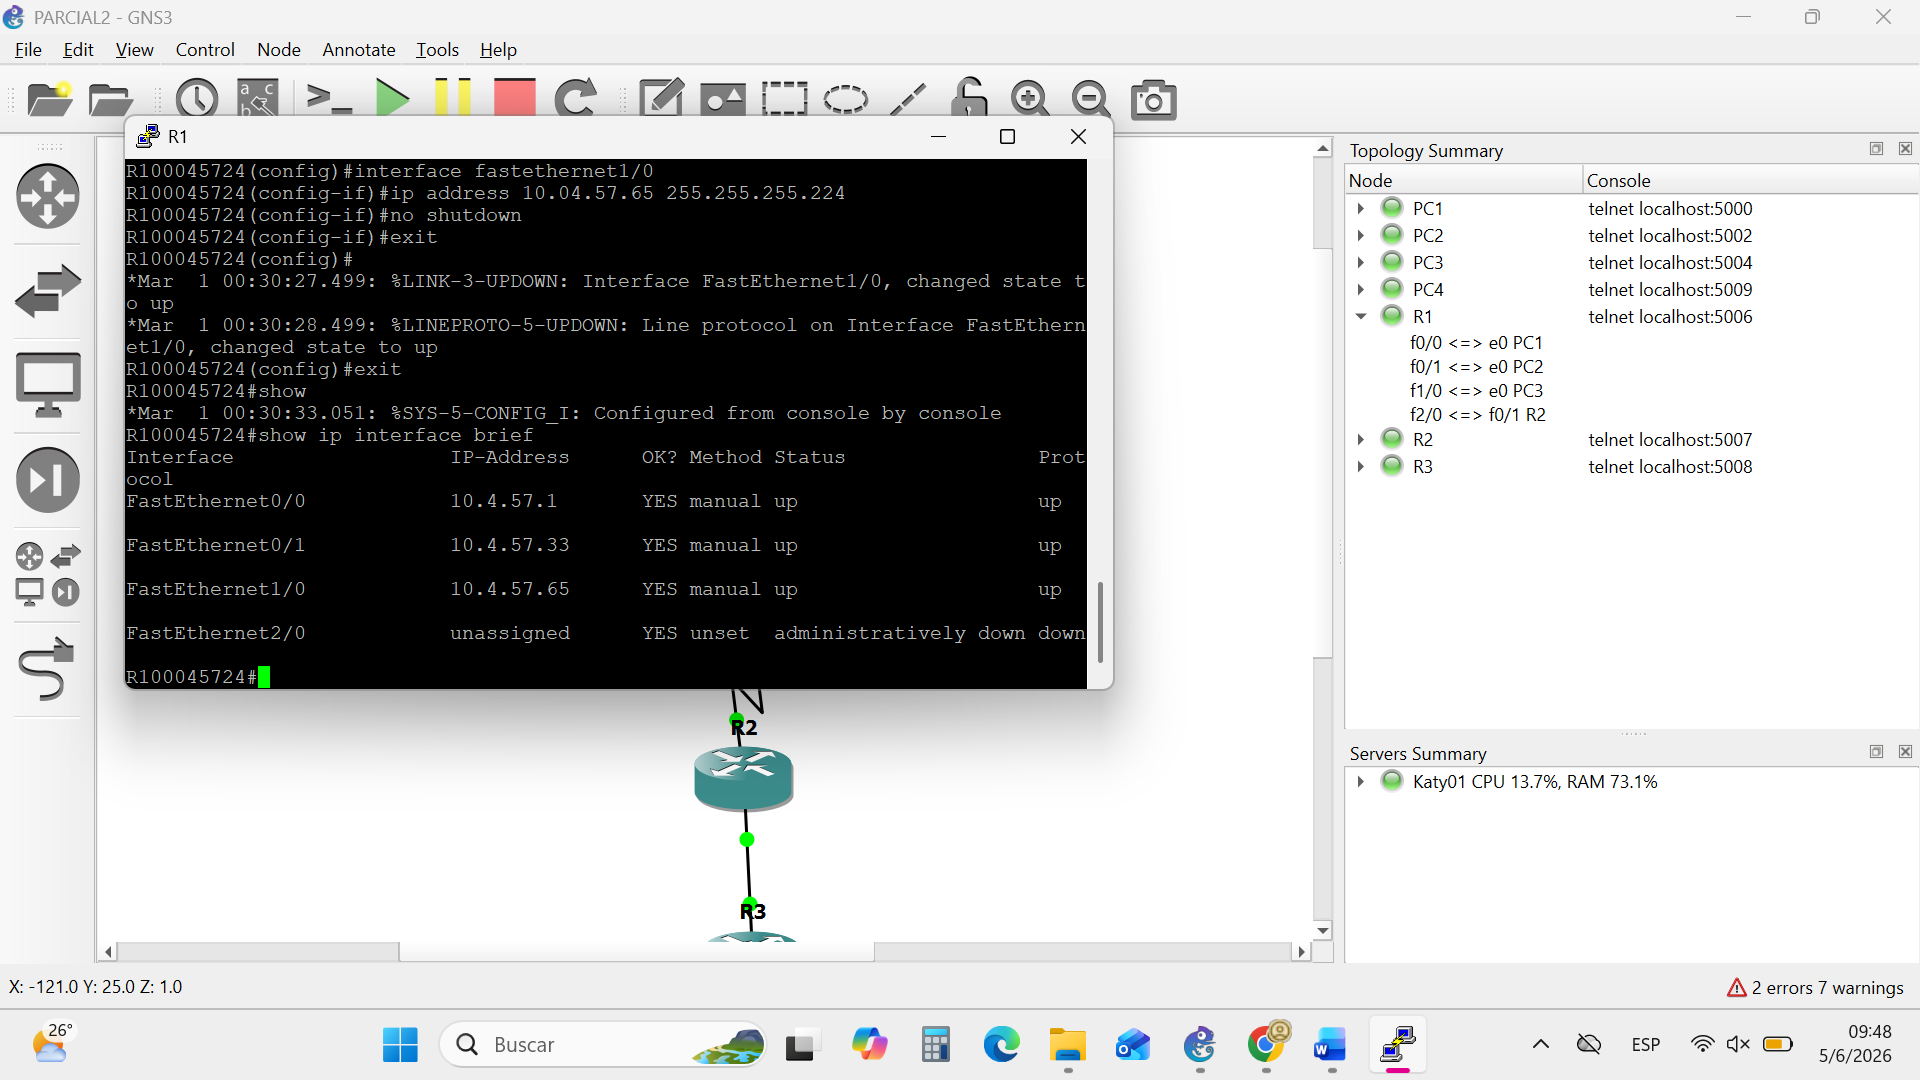 PARCIAL2 - GNS3
File Edit View Control Node Annotate Tools Help
R1
R100045724(config)#interface fastethernet1/0
R100045724(config-if)#ip address 10.04.57.65 255.255.255.224
R100045724(config-if)#no shutdown
R100045724(config-if)#exit
R100045724(config)#
*Mar  1 00:30:27.499: %LINK-3-UPDOWN: Interface FastEthernet1/0, changed state t
o up
*Mar  1 00:30:28.499: %LINEPROTO-5-UPDOWN: Line protocol on Interface FastEthern
et1/0, changed state to up
R100045724(config)#exit
R100045724#show
*Mar  1 00:30:33.051: %SYS-5-CONFIG_I: Configured from console by console
R100045724#show ip interface brief
Interface IP-Address OK? Method Status Prot
ocol
FastEthernet0/0 10.4.57.1 YES manual up up
FastEthernet0/1 10.4.57.33 YES manual up up
FastEthernet1/0 10.4.57.65 YES manual up up
FastEthernet2/0 unassigned YES unset administratively down down
R100045724#
R2
R3
Topology Summary
Node Console
PC1 telnet localhost:5000
PC2 telnet localhost:5002
PC3 telnet localhost:5004
PC4 telnet localhost:5009
R1 telnet localhost:5006
f0/0 <=> e0 PC1
f0/1 <=> e0 PC2
f1/0 <=> e0 PC3
f2/0 <=> f0/1 R2
R2 telnet localhost:5007
R3 telnet localhost:5008
Servers Summary
Katy01 CPU 13.7%, RAM 73.1%
X: -121.0 Y: 25.0 Z: 1.0
2 errors 7 warnings
26°
Buscar
ESP
09:48
5/6/2026